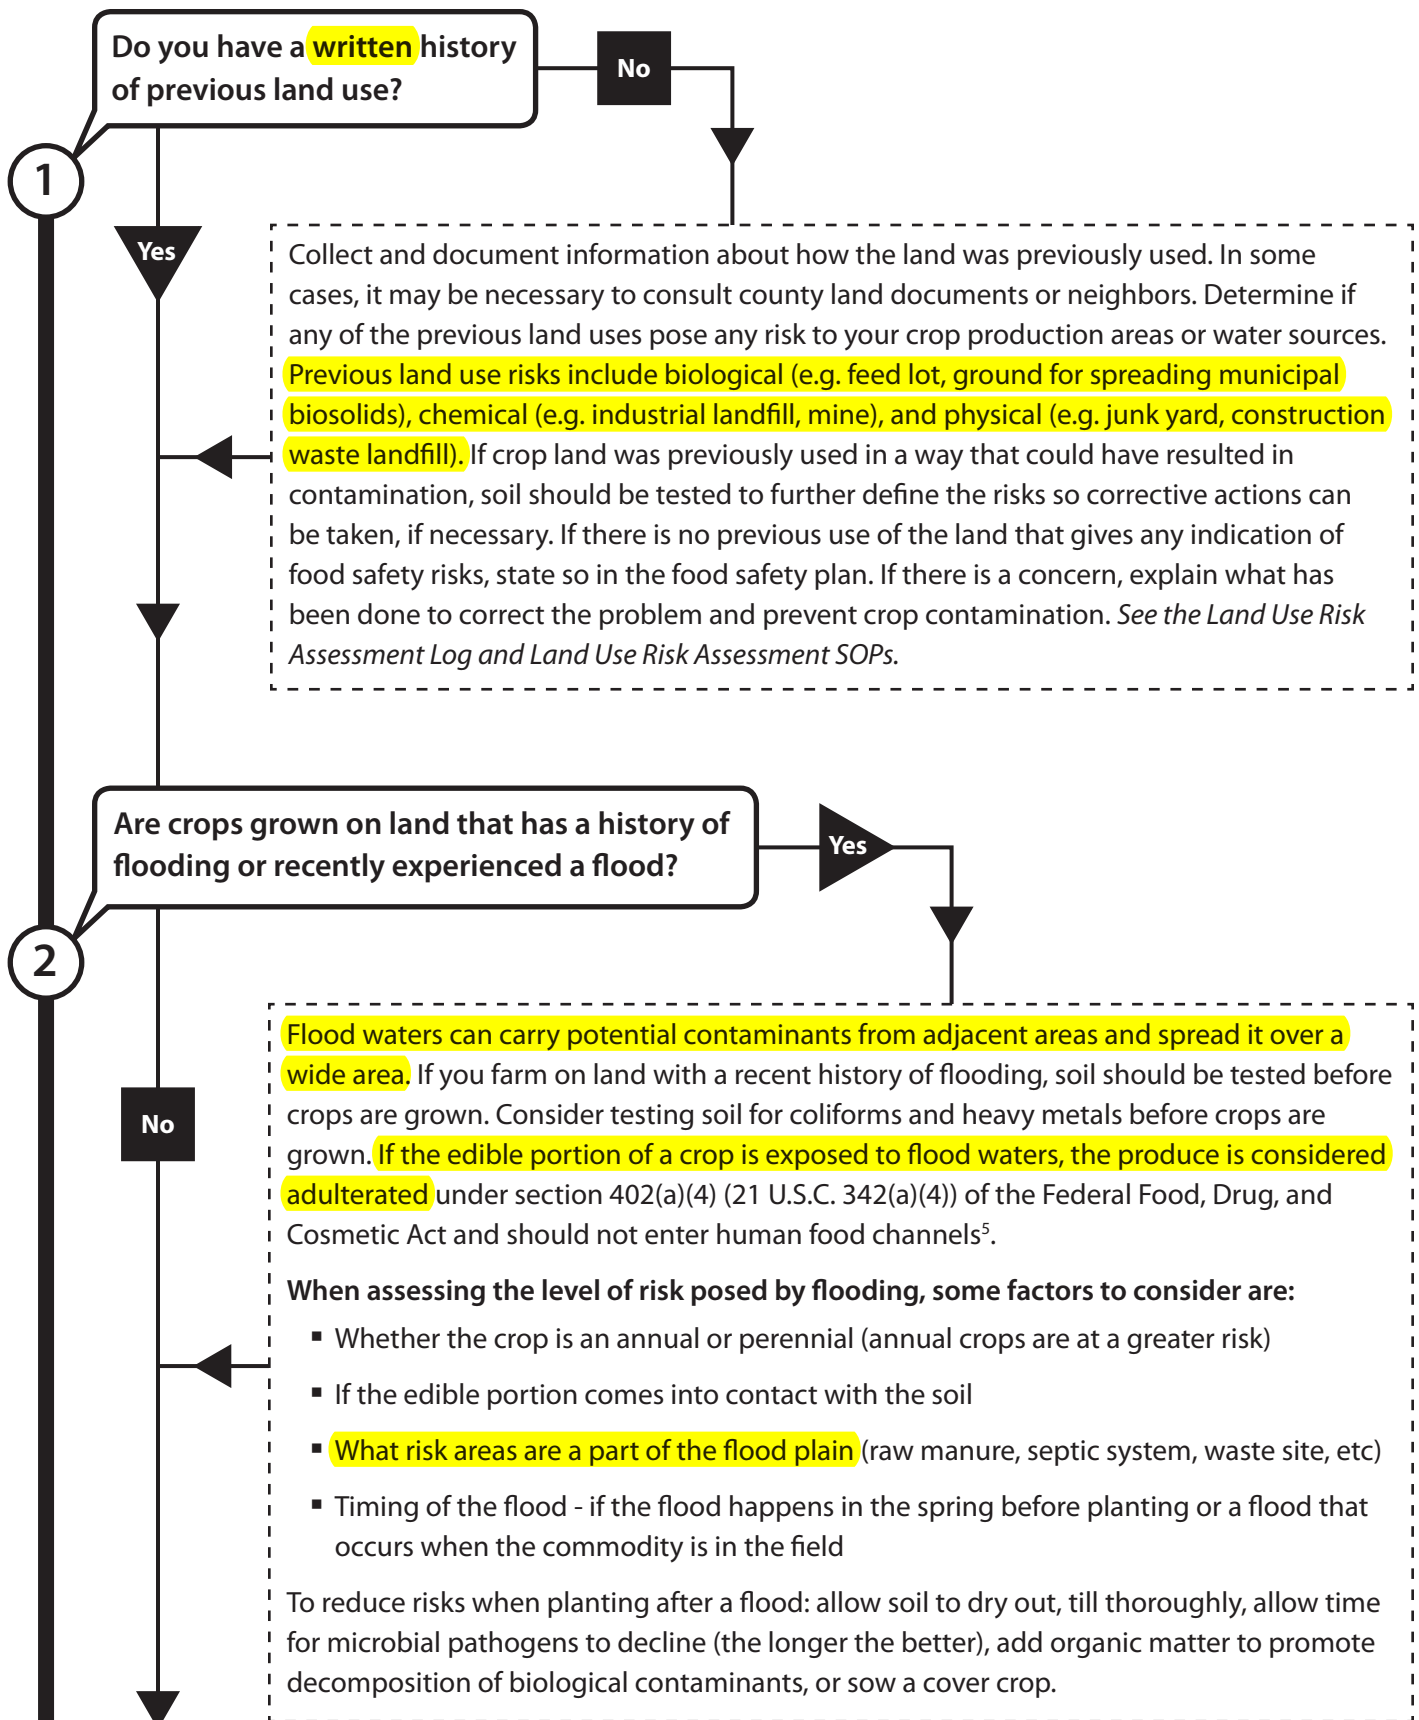 Do you have a written history
of previous land use?
No
1
Yes
Collect and document information about how the land was previously used. In some
cases, it may be necessary to consult county land documents or neighbors. Determine if
any of the previous land uses pose any risk to your crop production areas or water sources.
Previous land use risks include biological (e.g. feed lot, ground for spreading municipal
biosolids), chemical (e.g. industrial landfill, mine), and physical (e.g. junk yard, construction
waste landfill). If crop land was previously used in a way that could have resulted in
contamination, soil should be tested to further define the risks so corrective actions can
be taken, if necessary. If there is no previous use of the land that gives any indication of
food safety risks, state so in the food safety plan. If there is a concern, explain what has
been done to correct the problem and prevent crop contamination. See the Land Use Risk
Assessment Log and Land Use Risk Assessment SOPs.
Are crops grown on land that has a history of
flooding or recently experienced a flood?
Yes
2
No
Flood waters can carry potential contaminants from adjacent areas and spread it over a
wide area. If you farm on land with a recent history of flooding, soil should be tested before
crops are grown. Consider testing soil for coliforms and heavy metals before crops are
grown. If the edible portion of a crop is exposed to flood waters, the produce is considered
adulterated under section 402(a)(4) (21 U.S.C. 342(a)(4)) of the Federal Food, Drug, and
Cosmetic Act and should not enter human food channels⁵.
When assessing the level of risk posed by flooding, some factors to consider are:
▪ Whether the crop is an annual or perennial (annual crops are at a greater risk)
▪ If the edible portion comes into contact with the soil
▪ What risk areas are a part of the flood plain (raw manure, septic system, waste site, etc)
▪ Timing of the flood - if the flood happens in the spring before planting or a flood that
occurs when the commodity is in the field
To reduce risks when planting after a flood: allow soil to dry out, till thoroughly, allow time
for microbial pathogens to decline (the longer the better), add organic matter to promote
decomposition of biological contaminants, or sow a cover crop.